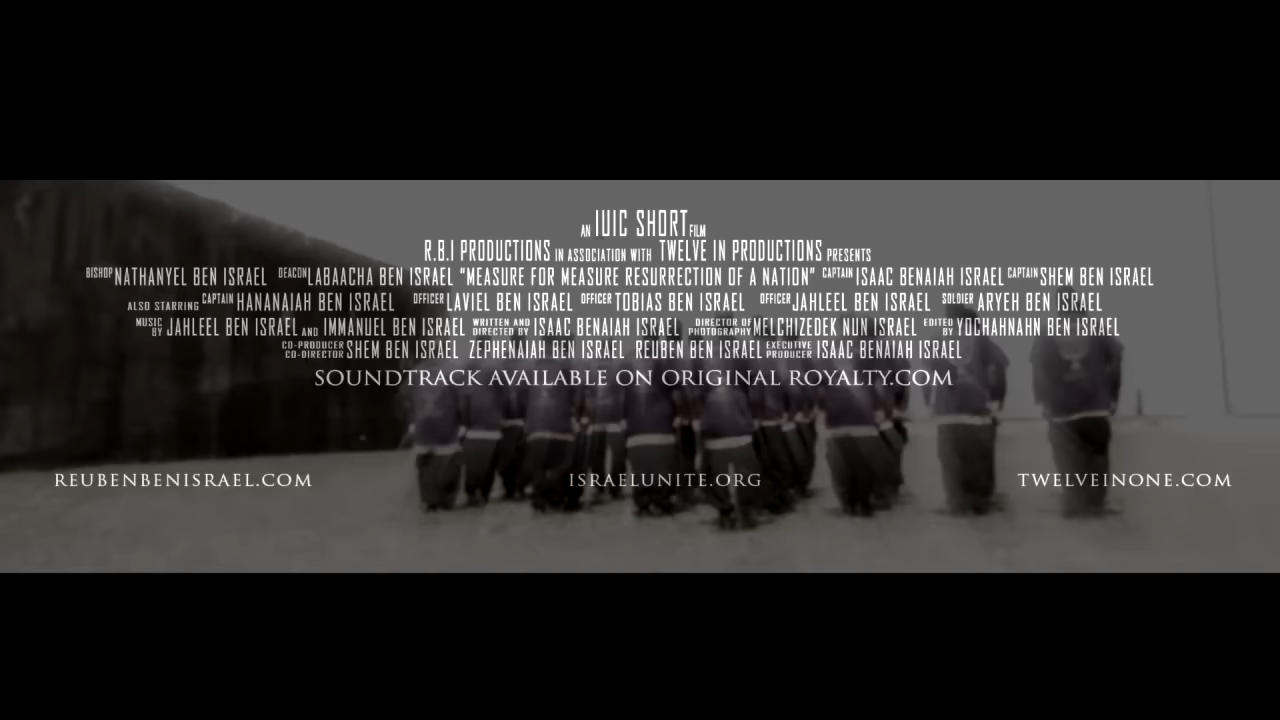 AN IUIC SHORT FILM
R.B.I PRODUCTIONS IN ASSOCIATION WITH TWELVE IN PRODUCTIONS PRESENTS
BISHOP NATHANYEL BEN ISRAEL DEACON LABAACHA BEN ISRAEL "MEASURE FOR MEASURE RESURRECTION OF A NATION" CAPTAIN ISAAC BENAIAH ISRAEL CAPTAIN SHEM BEN ISRAEL
ALSO STARRING CAPTAIN HANANAIAH BEN ISRAEL OFFICER LAVIEL BEN ISRAEL OFFICER TOBIAS BEN ISRAEL OFFICER JAHLEEL BEN ISRAEL SOLDIER ARYEH BEN ISRAEL
MUSIC BY JAHLEEL BEN ISRAEL AND IMMANUEL BEN ISRAEL WRITTEN AND DIRECTED BY ISAAC BENAIAH ISRAEL DIRECTOR OF PHOTOGRAPHY MELCHIZEDEK NUN ISRAEL EDITED BY YOCHAHNAHN BEN ISRAEL
CO-PRODUCER CO-DIRECTOR SHEM BEN ISRAEL ZEPHENAIAH BEN ISRAEL REUBEN BEN ISRAEL EXECUTIVE PRODUCER ISAAC BENAIAH ISRAEL
SOUNDTRACK AVAILABLE ON ORIGINAL ROYALTY.COM
REUBENBENISRAEL.COM ISRAELUNITE.ORG TWELVEINONE.COM